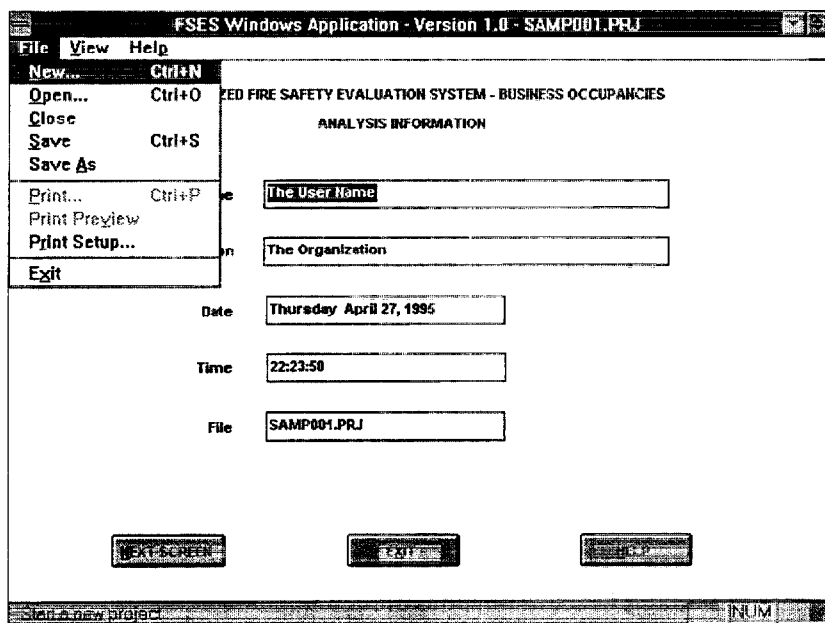 FSES Windows Application - Version 1.0 - SAMP001.PRJ
File View Help
New... Ctrl+N
Open... Ctrl+O
Close
Save Ctrl+S
Save As
Print... Ctrl+P
Print Preview
Print Setup...
Exit
ZED FIRE SAFETY EVALUATION SYSTEM - BUSINESS OCCUPANCIES
ANALYSIS INFORMATION
e The User Name
on The Organization
Date Thursday April 27, 1995
Time 22:23:50
File SAMP001.PRJ
NEXT SCREEN EXIT HELP
Start a new project NUM